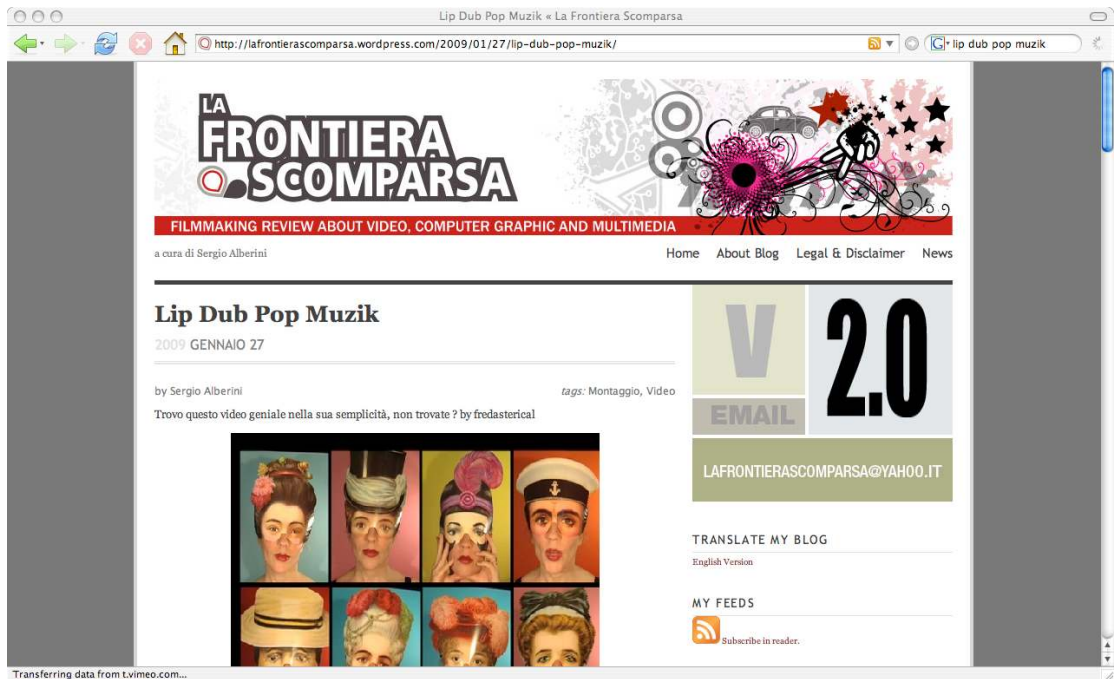 Lip Dub Pop Muzik « La Frontiera Scomparsa
http://lafrontierascomparsa.wordpress.com/2009/01/27/lip-dub-pop-muzik/
G lip dub pop muzik
LA
FRONTIERA
SCOMPARSA
FILMMAKING REVIEW ABOUT VIDEO, COMPUTER GRAPHIC AND MULTIMEDIA
a cura di Sergio Alberini
Home About Blog Legal & Disclaimer News
Lip Dub Pop Muzik
2009 GENNAIO 27
by Sergio Alberini
tags: Montaggio, Video
Trovo questo video geniale nella sua semplicità, non trovate ? by fredasterical
V
2.0
EMAIL
LAFRONTIERASCOMPARSA@YAHOO.IT
TRANSLATE MY BLOG
English Version
MY FEEDS
Subscribe in reader.
Transferring data from t.vimeo.com...